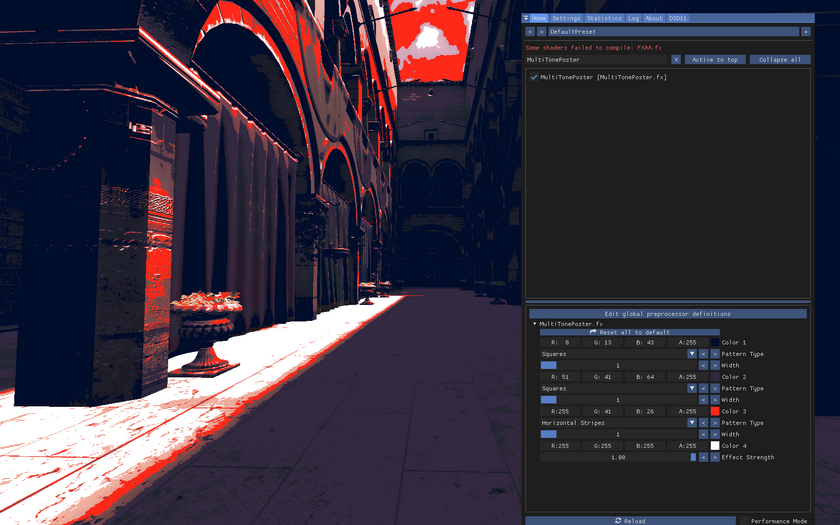 Home Settings Statistics Log About D3D11
< > DefaultPreset +
Some shaders failed to compile: FXAA.fx
MultiTonePoster X Active to top Collapse all
MultiTonePoster [MultiTonePoster.fx]
Edit global preprocessor definitions
MultiTonePoster.fx
Reset all to default
R: 0 G: 13 B: 43 A:255 Color 1
Squares < > Pattern Type
1 < > Width
R: 51 G: 41 B: 64 A:255 Color 2
Squares < > Pattern Type
1 < > Width
R:255 G: 41 B: 26 A:255 Color 3
Horizontal Stripes < > Pattern Type
1 < > Width
R:255 G:255 B:255 A:255 Color 4
1.00 < > Effect Strength
Reload Performance Mode